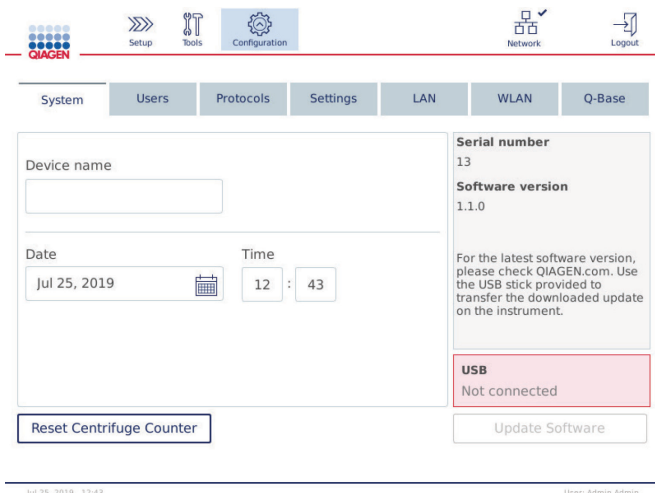 QIAGEN
Setup
Tools
Configuration
Network
Logout
System
Users
Protocols
Settings
LAN
WLAN
Q-Base
Device name
Date
Time
Jul 25, 2019
12 : 43
Serial number
13
Software version
1.1.0
For the latest software version,
please check QIAGEN.com. Use
the USB stick provided to
transfer the downloaded update
on the instrument.
USB
Not connected
Reset Centrifuge Counter
Update Software
Jul 25, 2019 12:43
User: Admin Admin